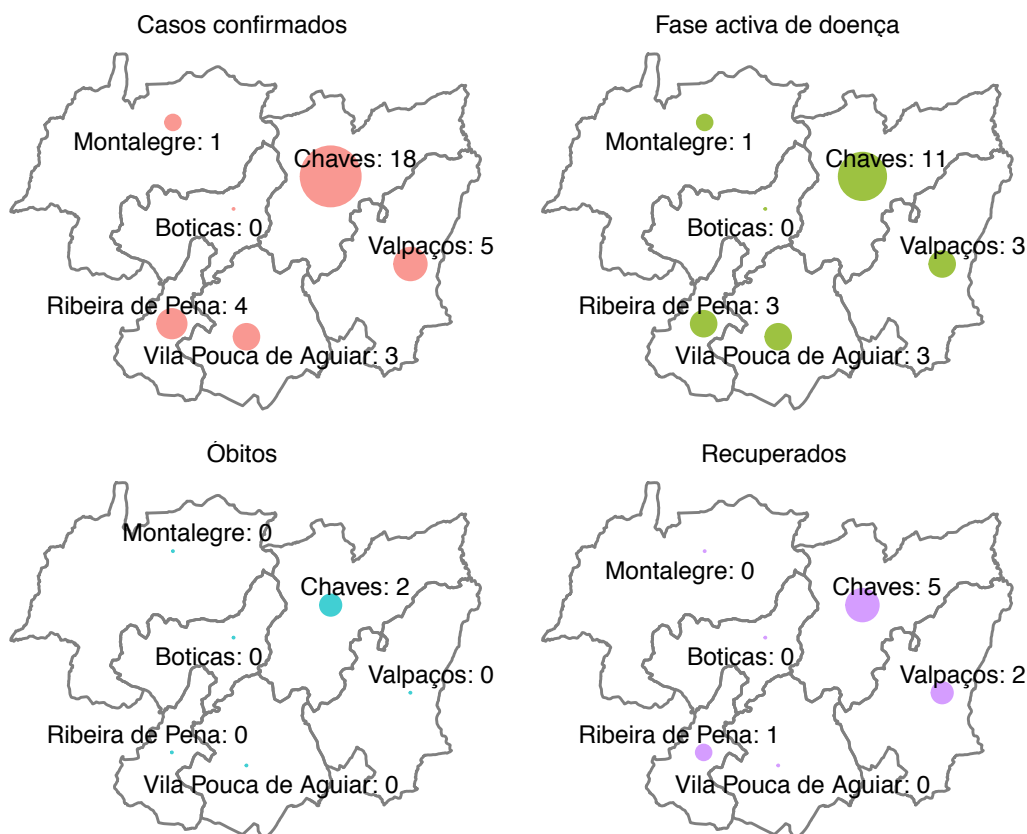 Casos confirmados
Montalegre: 1
Chaves: 18
Boticas: 0
Valpaços: 5
Ribeira de Pena: 4
Vila Pouca de Aguiar: 3
Fase activa de doença
Montalegre: 1
Chaves: 11
Boticas: 0
Valpaços: 3
Ribeira de Pena: 3
Vila Pouca de Aguiar: 3
Óbitos
Montalegre: 0
Chaves: 2
Boticas: 0
Valpaços: 0
Ribeira de Pena: 0
Vila Pouca de Aguiar: 0
Recuperados
Montalegre: 0
Chaves: 5
Boticas: 0
Valpaços: 2
Ribeira de Pena: 1
Vila Pouca de Aguiar: 0